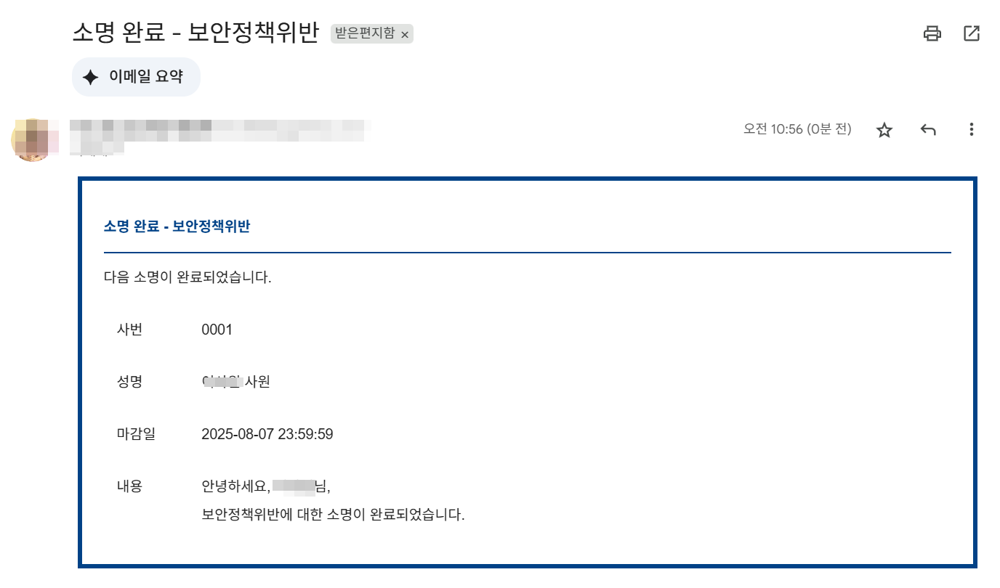 소명 완료 - 보안정책위반 받은편지함 ×
이메일 요약
오전 10:56 (0분 전)
소명 완료 - 보안정책위반
다음 소명이 완료되었습니다.
사번 0001
성명 사원
마감일 2025-08-07 23:59:59
내용 안녕하세요, 님,
보안정책위반에 대한 소명이 완료되었습니다.